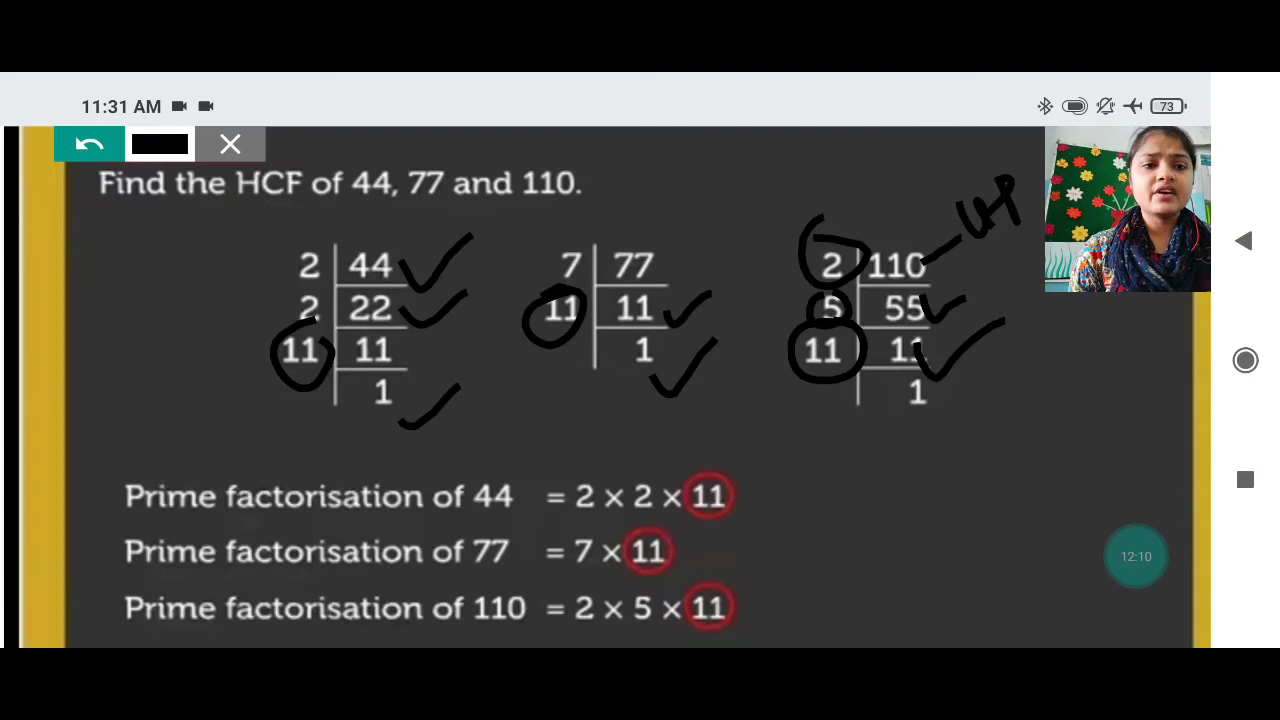 11:31 AM
73
Find the HCF of 44, 77 and 110.
2 44
2 22
11 11
1
7 77
11 11
1
2 110
5 55
11 11
1
Prime factorisation of 44 = 2 × 2 × 11
Prime factorisation of 77 = 7 × 11
Prime factorisation of 110 = 2 × 5 × 11
12:10